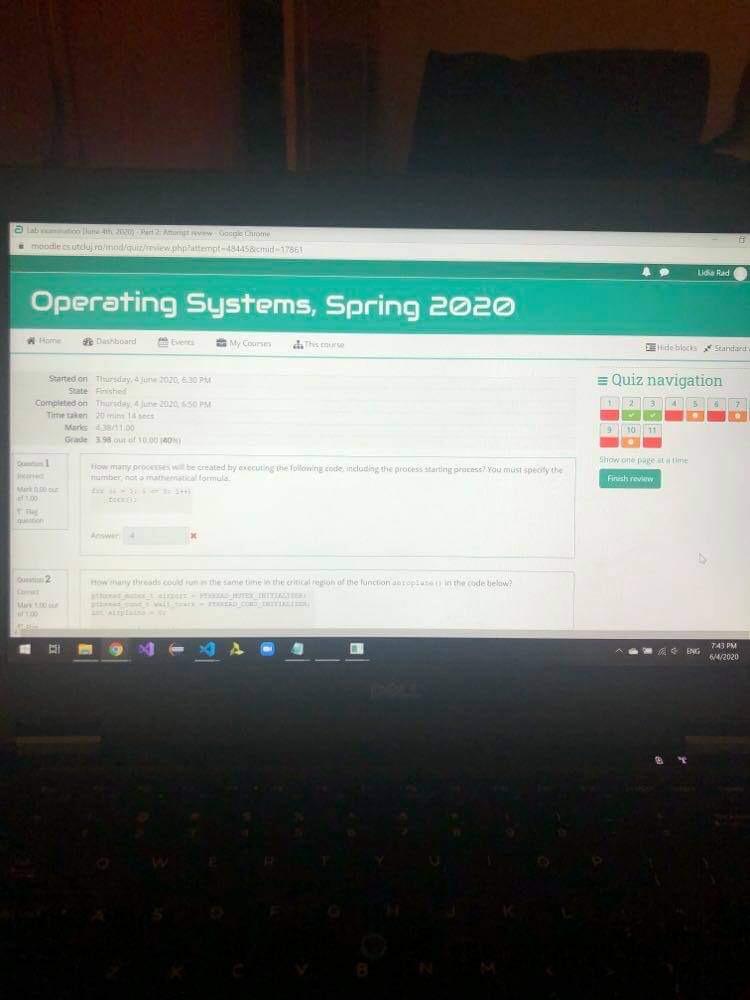 Lab examination (June 4th, 2020) - Part 2: Attempt review - Google Chrome
moodle.cs.utcluj.ro/mod/quiz/review.php?attempt=48445&cmid=17861
Lidia Rad
Operating Systems, Spring 2020
Home Dashboard Events My Courses This course Hide blocks Standard
Started on Thursday, 4 June 2020, 6:30 PM
State Finished
Completed on Thursday, 4 June 2020, 6:50 PM
Time taken 20 mins 14 secs
Marks 4.38/11.00
Grade 3.98 out of 10.00 (40%)
Quiz navigation
1 2 3 4 5 6 7
9 10 11
Show one page at a time
Finish review
Question 1
Incorrect
Mark 0.00 out
of 1.00
Flag
question
How many processes will be created by executing the following code, including the process starting process? You must specify the
number, not a mathematical formula.
fork();
Answer: 4
Question 2
Correct
Mark 1.00 out
of 1.00
How many threads could run in the same time in the critical region of the function aeroplane() in the code below?
pthread_mutex_t airport = PTHREAD_MUTEX_INITIALIZER;
pthread_cond_t wait_track = PTHREAD_COND_INITIALIZER;
ENG
7:43 PM
6/4/2020
DELL
Q W E R T Y U I O P
A S D F G H J K L
Z X C V B N M